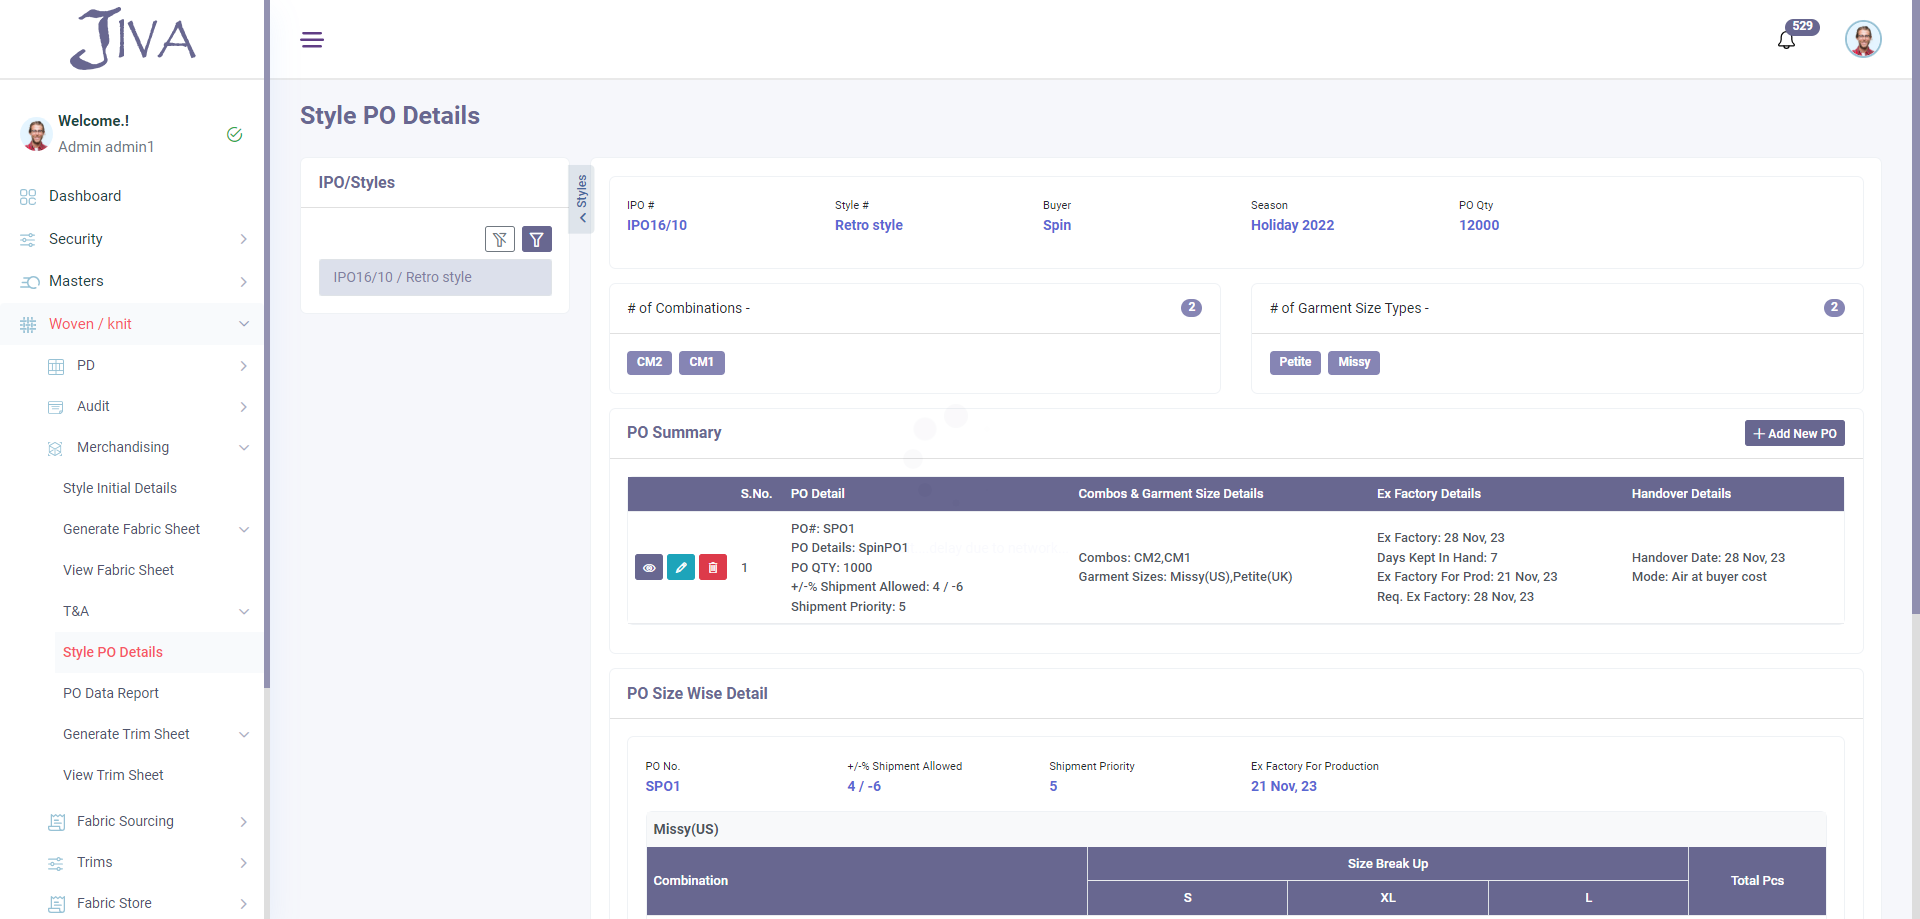 JIVA
529
Welcome.!
Admin admin1
Dashboard
Security
Masters
Woven / knit
PD
Audit
Merchandising
Style Initial Details
Generate Fabric Sheet
View Fabric Sheet
T&A
Style PO Details
PO Data Report
Generate Trim Sheet
View Trim Sheet
Fabric Sourcing
Trims
Fabric Store
Style PO Details
IPO/Styles
IPO16/10 / Retro style
Styles
IPO # Style # Buyer Season PO Qty
IPO16/10 Retro style Spin Holiday 2022 12000
# of Combinations - 2
CM2 CM1
# of Garment Size Types - 2
Petite Missy
PO Summary
Add New PO
S.No. PO Detail Combos & Garment Size Details Ex Factory Details Handover Details
1
PO#: SPO1
PO Details: SpinPO1
PO QTY: 1000
+/-% Shipment Allowed: 4 / -6
Shipment Priority: 5
Combos: CM2,CM1
Garment Sizes: Missy(US),Petite(UK)
Ex Factory: 28 Nov, 23
Days Kept In Hand: 7
Ex Factory For Prod: 21 Nov, 23
Req. Ex Factory: 28 Nov, 23
Handover Date: 28 Nov, 23
Mode: Air at buyer cost
PO Size Wise Detail
PO No. +/-% Shipment Allowed Shipment Priority Ex Factory For Production
SPO1 4 / -6 5 21 Nov, 23
Missy(US)
Combination Size Break Up Total Pcs
S XL L